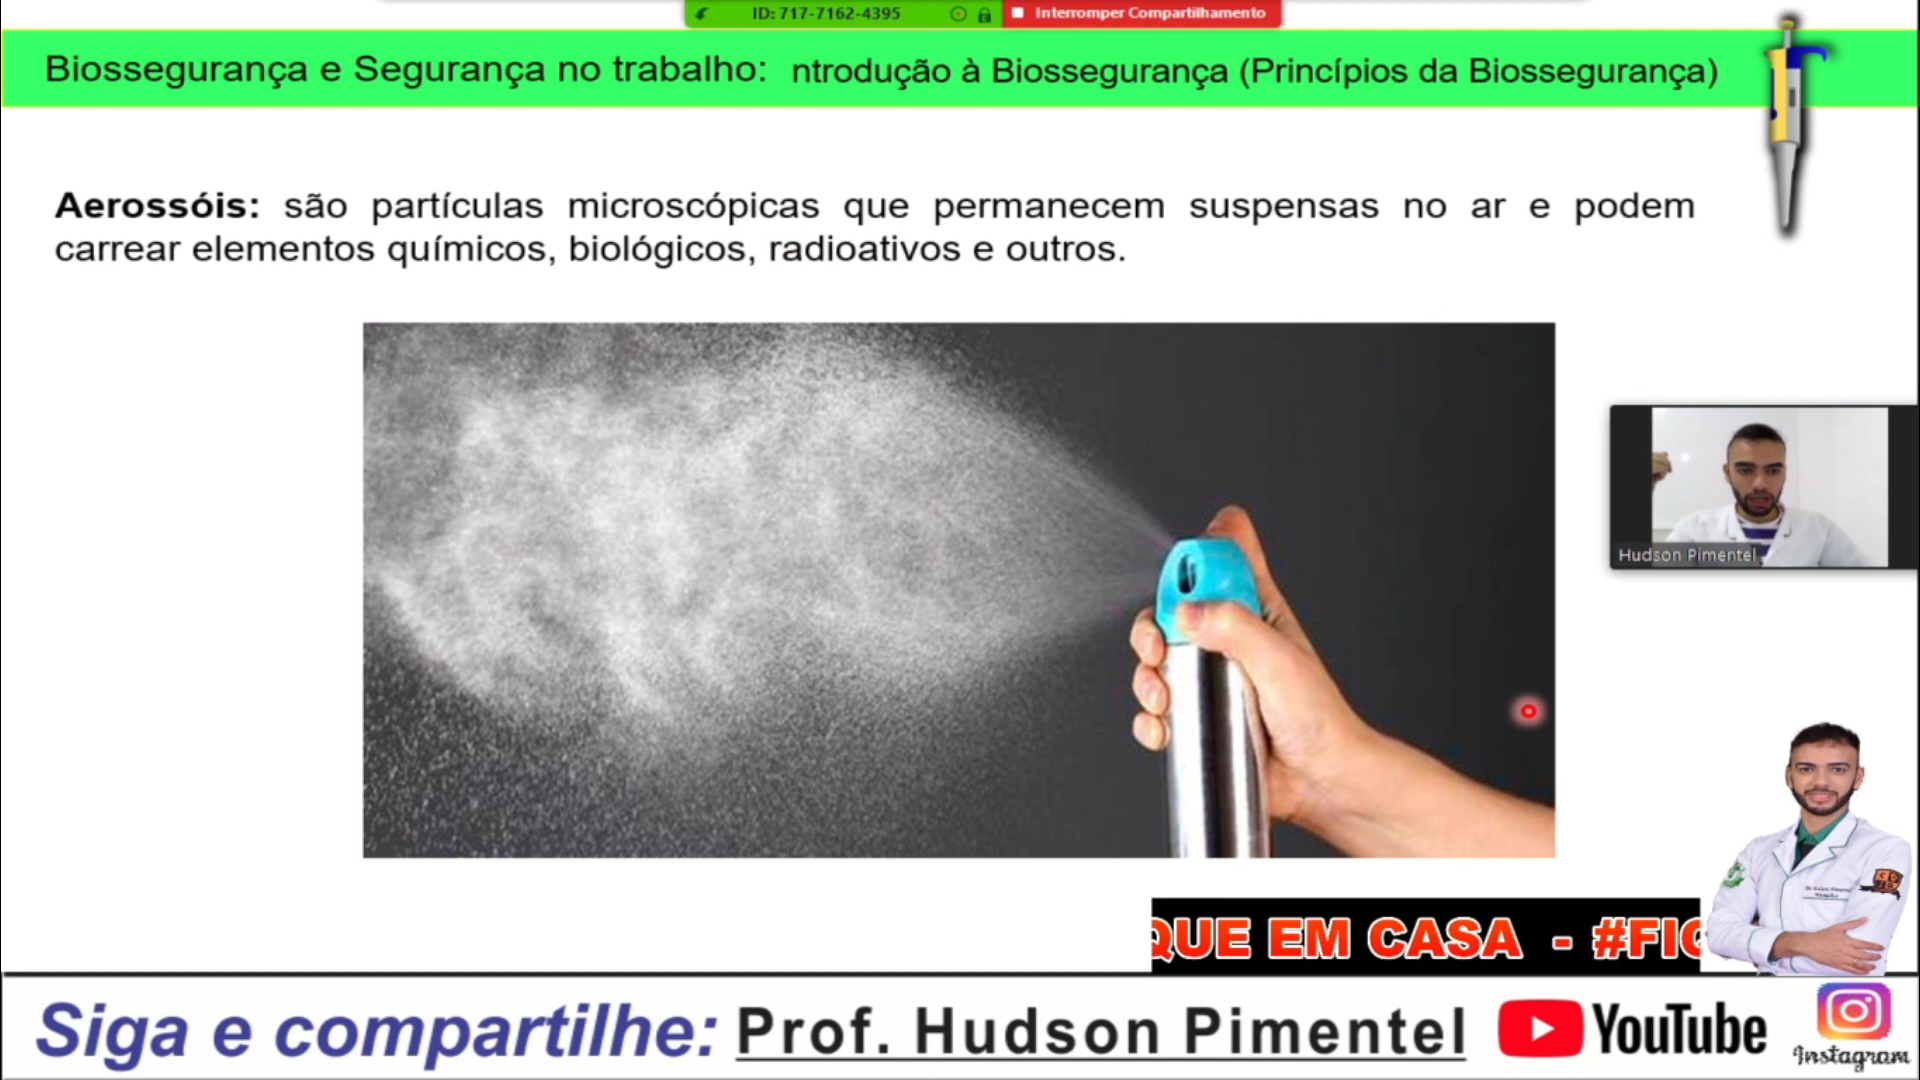 ID: 717-7162-4395
Interromper Compartilhamento
Biossegurança e Segurança no trabalho: ntrodução à Biossegurança (Princípios da Biossegurança)
Aerossóis: são partículas microscópicas que permanecem suspensas no ar e podem
carrear elementos químicos, biológicos, radioativos e outros.
Hudson Pimentel
QUE EM CASA - #FIC
Siga e compartilhe: Prof. Hudson Pimentel YouTube
Instagram